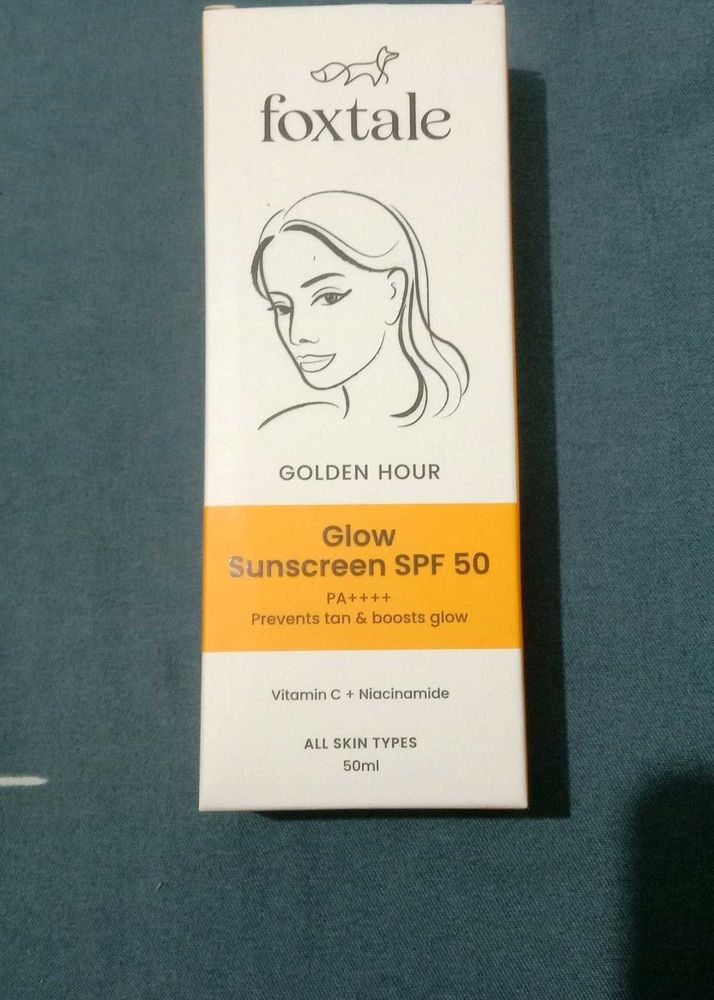 foxtale
GOLDEN HOUR
Glow
Sunscreen SPF 50
PA++++
Prevents tan & boosts glow
Vitamin C + Niacinamide
ALL SKIN TYPES
50ml